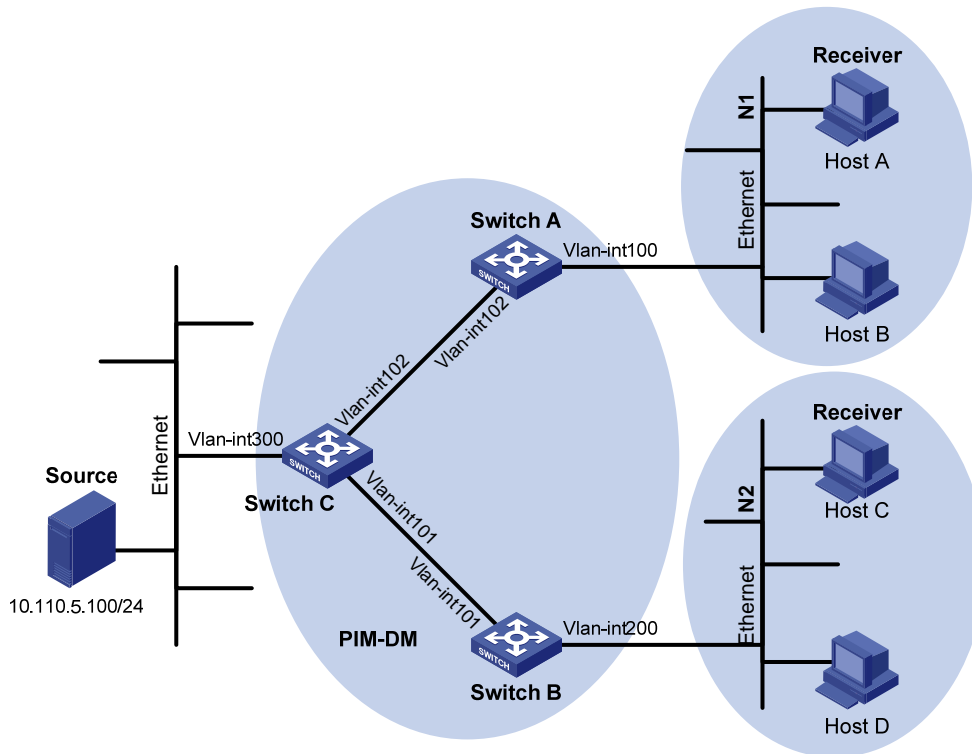 Receiver
N1
Host A
Ethernet
Switch A
Vlan-int100
SWITCH
Host B
Vlan-int102
Vlan-int102
Ethernet
Vlan-int300
SWITCH
Switch C
Source
10.110.5.100/24
Vlan-int101
Vlan-int101
PIM-DM
SWITCH
Switch B
Vlan-int200
Receiver
N2
Host C
Ethernet
Host D